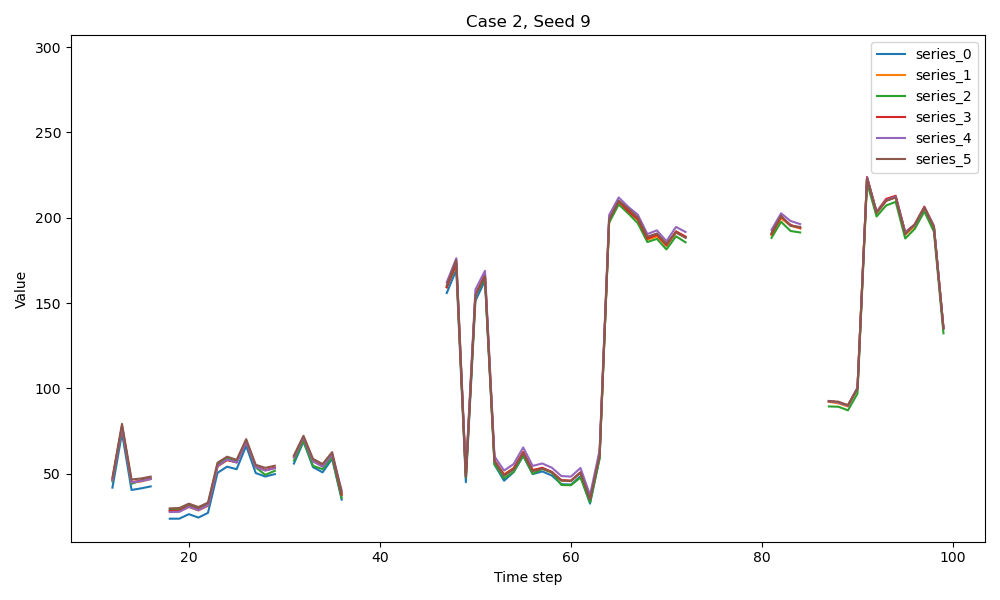 Case 2, Seed 9
300
250
200
150
100
50
Value
20
40
60
80
100
Time step
series_0
series_1
series_2
series_3
series_4
series_5